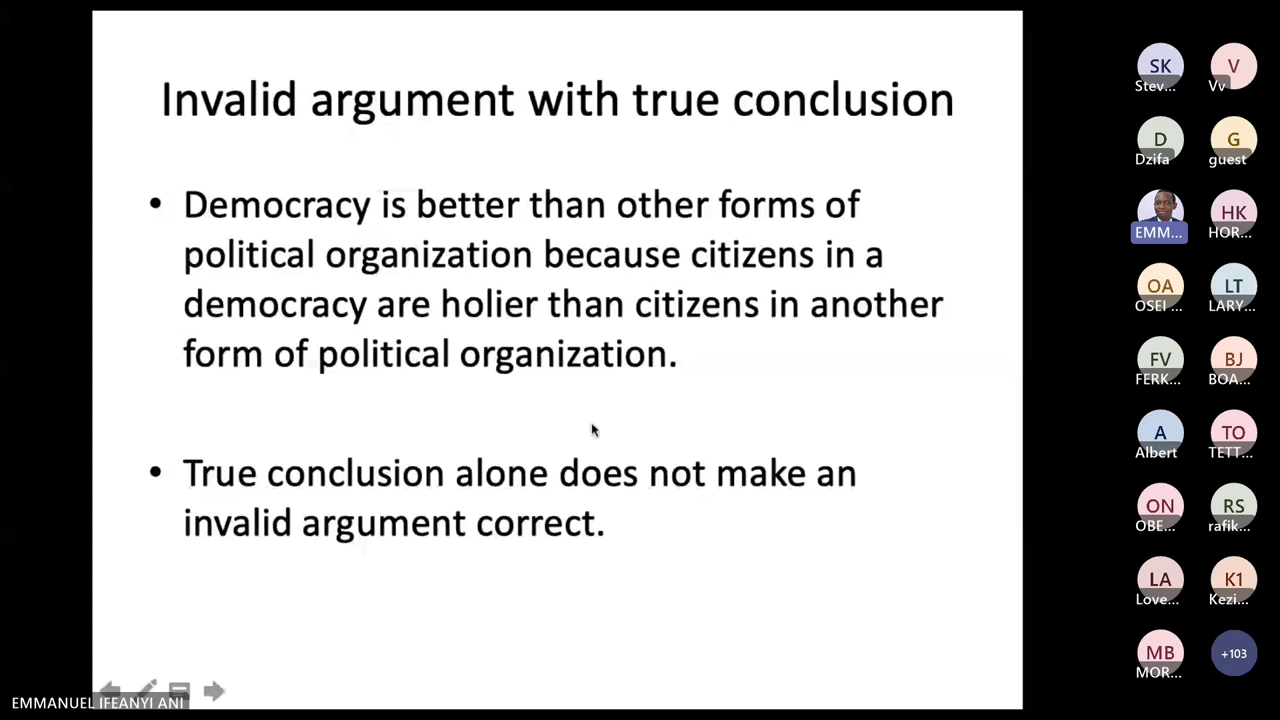 Invalid argument with true conclusion
• Democracy is better than other forms of
political organization because citizens in a
democracy are holier than citizens in another
form of political organization.
• True conclusion alone does not make an
invalid argument correct.
EMMANUEL IFEANYI ANI
SK
Stev...
V
Vv
D
Dzifa
G
guest
EMM...
HK
HOR...
OA
OSEI ...
LT
LARY...
FV
FERK...
BJ
BOA...
A
Albert
TO
TETT...
ON
OBE...
RS
rafik...
LA
Love...
K1
Kezi...
MB
MOR...
+103